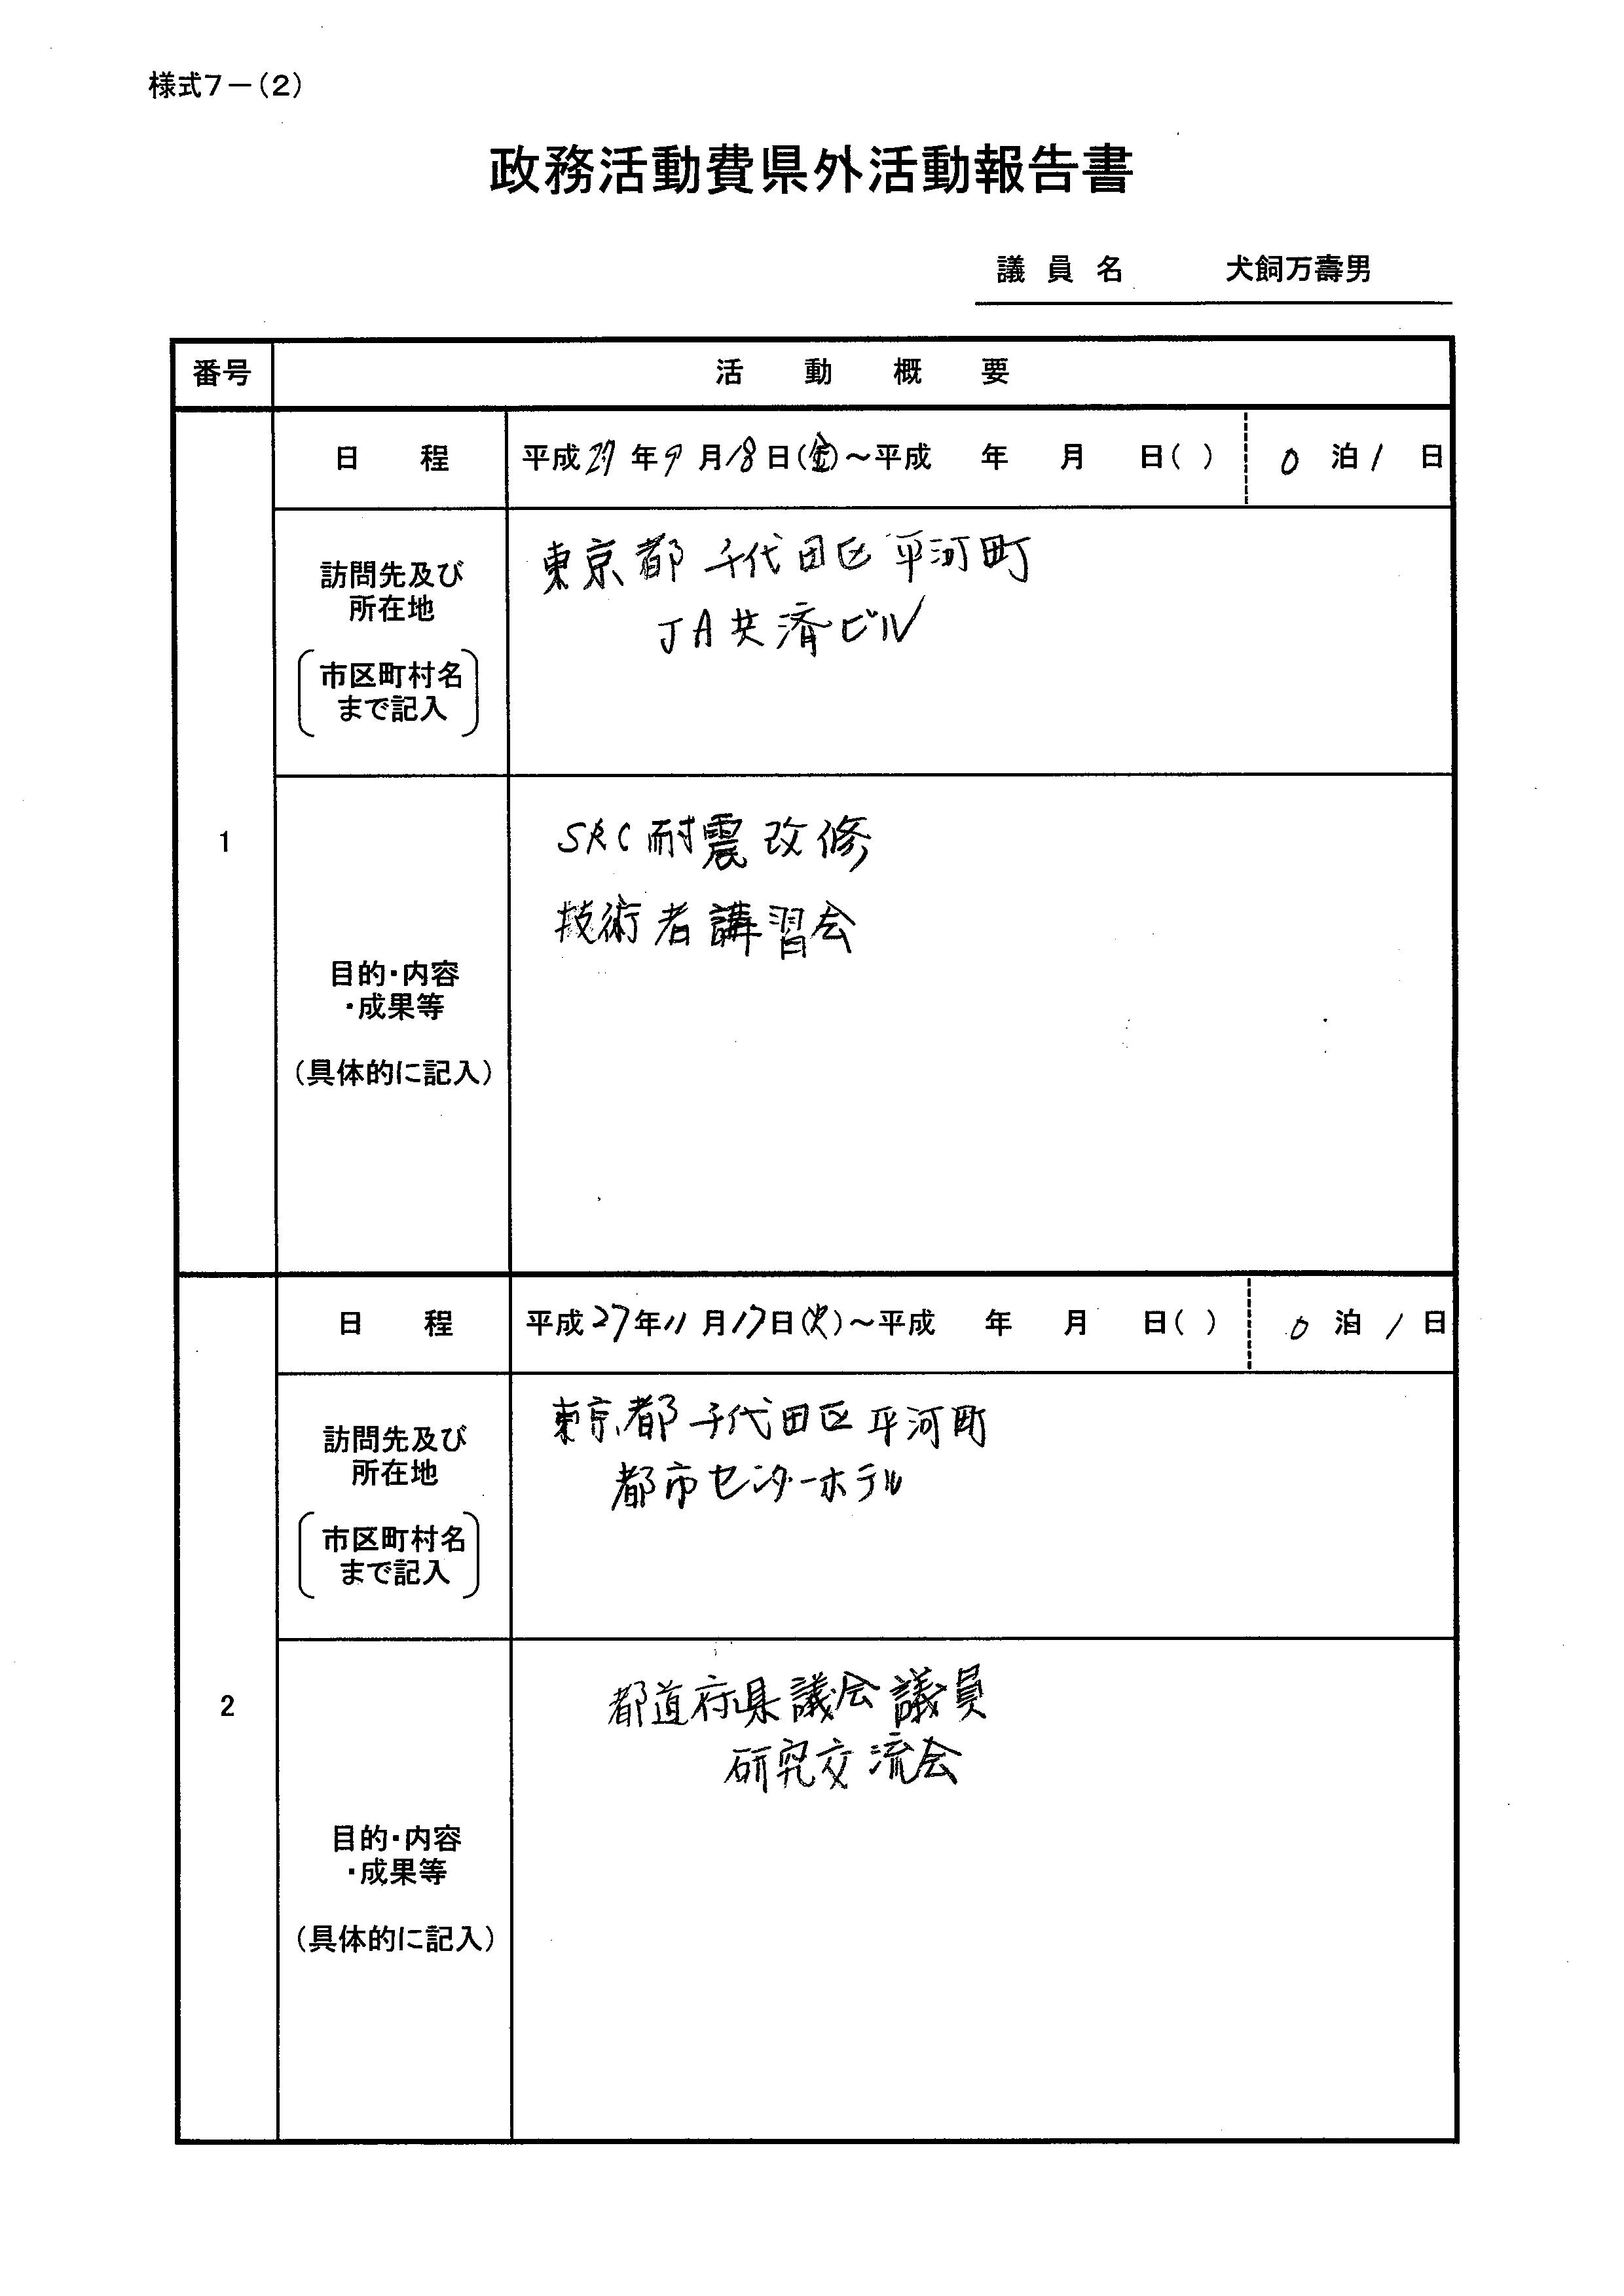 様式7-(2)
政務活動費県外活動報告書
議員名 犬飼万壽男
番号 活動概要
1
日程 平成27年9月18日(金)～平成 年 月 日( ) 0泊1日
訪問先及び
所在地
市区町村名
まで記入
東京都千代田区平河町
JA共済ビル
目的・内容
・成果等
(具体的に記入)
SRC耐震改修
技術者講習会
2
日程 平成27年11月17日(火)～平成 年 月 日( ) 0泊1日
訪問先及び
所在地
市区町村名
まで記入
東京都千代田区平河町
都市センターホテル
目的・内容
・成果等
(具体的に記入)
都道府県議会議員
研究交流会